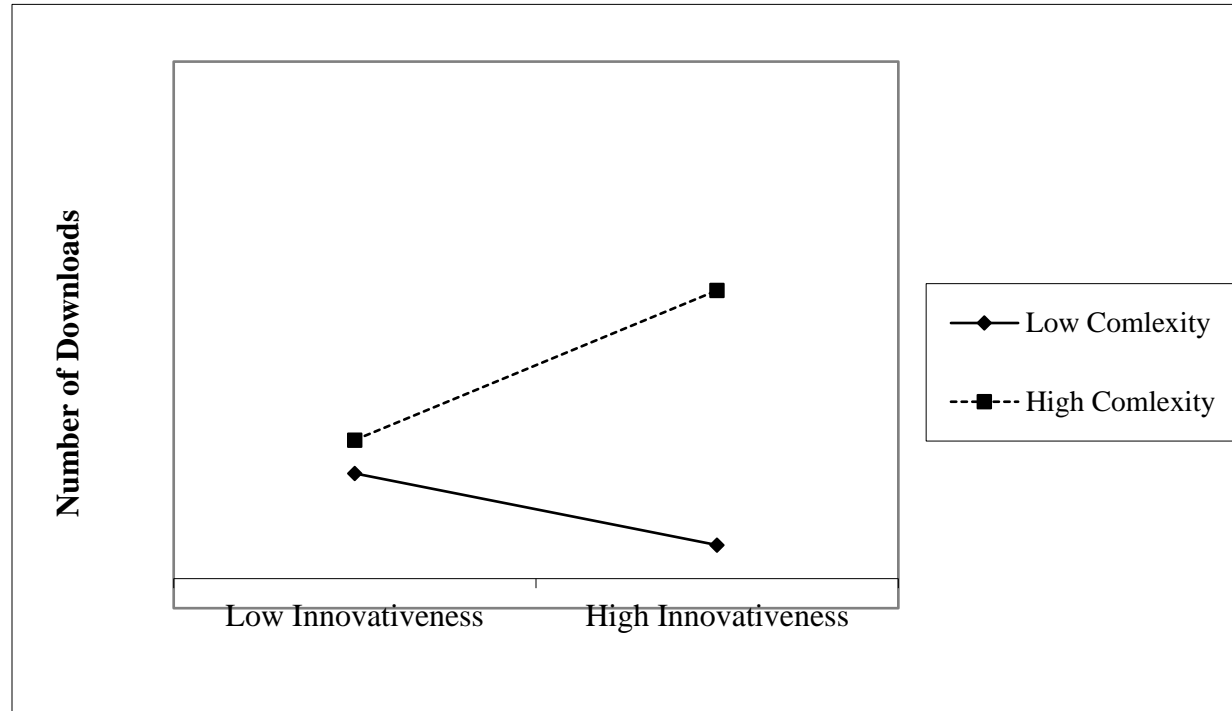 Number of Downloads
Low Innovativeness
High Innovativeness
Low Comlexity
High Comlexity